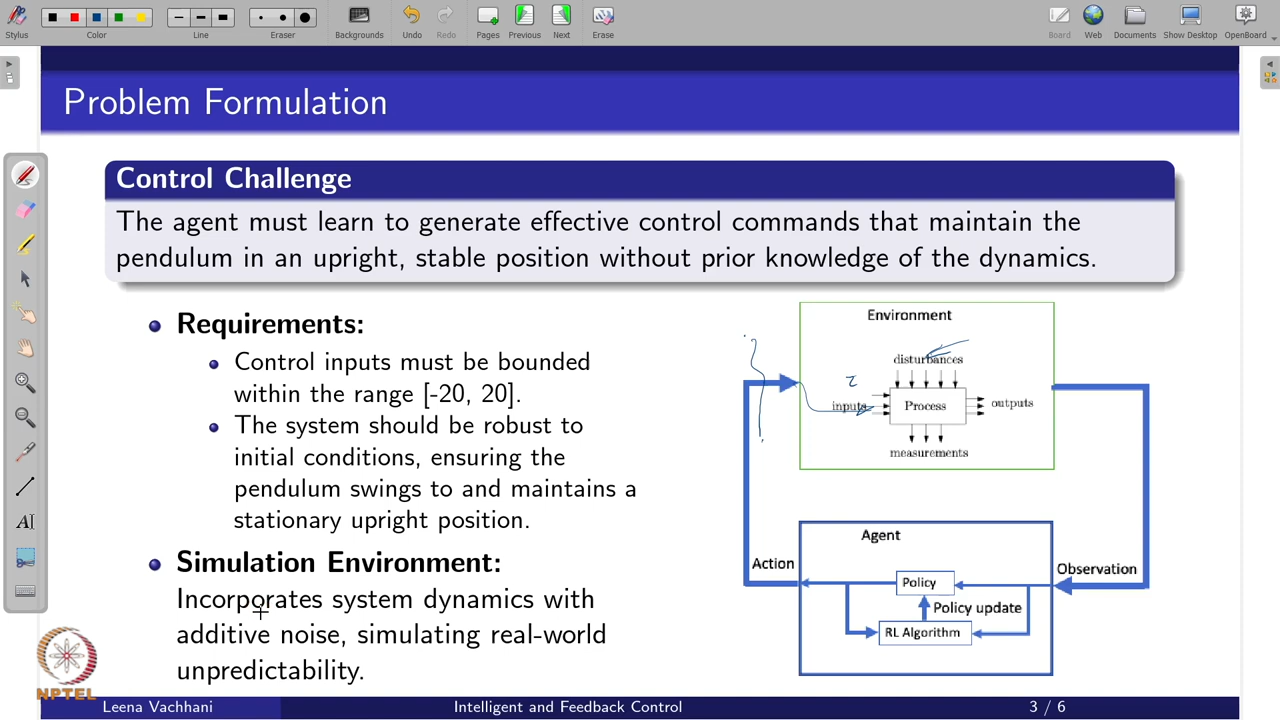 Stylus
Color
Line
Eraser
Backgrounds
Undo
Redo
Pages
Previous
Next
Erase
Board
Web
Documents
Show Desktop
OpenBoard
Problem Formulation
Control Challenge
The agent must learn to generate effective control commands that maintain the
pendulum in an upright, stable position without prior knowledge of the dynamics.
Requirements:
Control inputs must be bounded
within the range [-20, 20].
The system should be robust to
initial conditions, ensuring the
pendulum swings to and maintains a
stationary upright position.
Simulation Environment:
Incorporates system dynamics with
additive noise, simulating real-world
unpredictability.
Environment
disturbances
τ
inputs
Process
outputs
measurements
Agent
Action
Observation
Policy
Policy update
RL Algorithm
AI
NPTEL
Leena Vachhani
Intelligent and Feedback Control
3 / 6